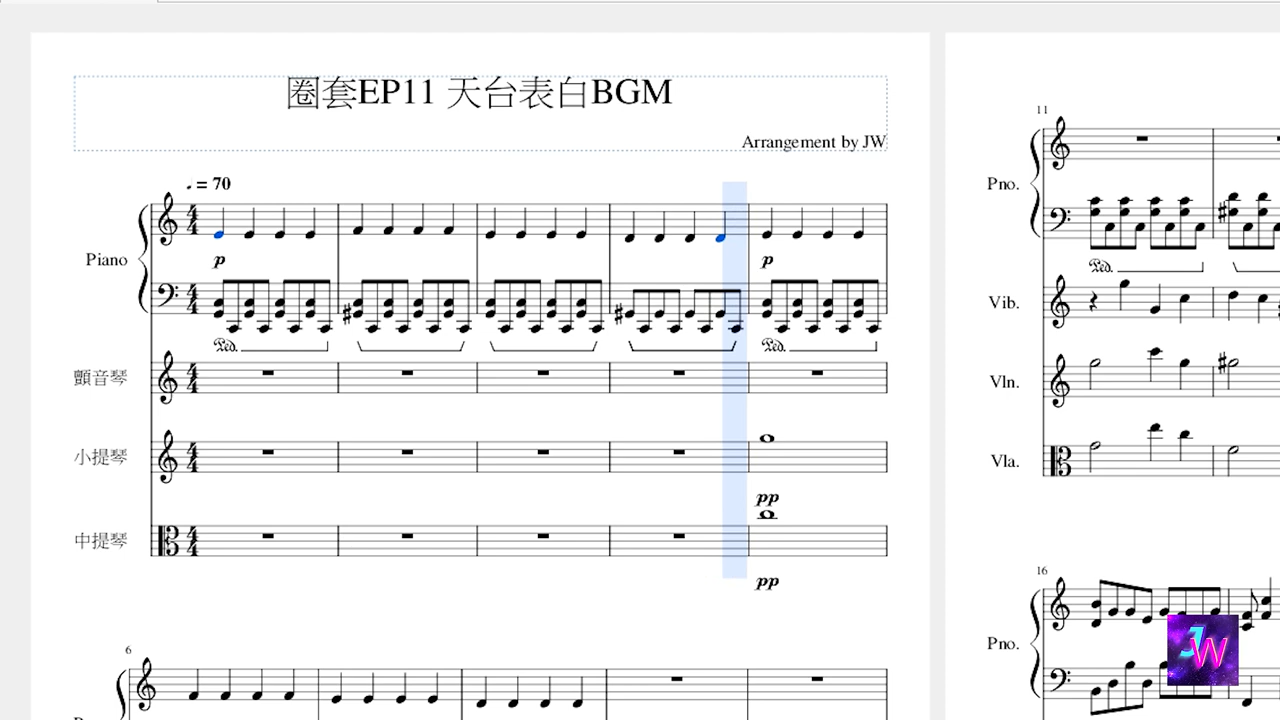 圈套EP11 天台表白BGM
Arrangement by JW
= 70
Piano
p
p
顫音琴
小提琴
pp
中提琴
pp
6
11
Pno.
Vib.
Vln.
Vla.
16
Pno.
JW